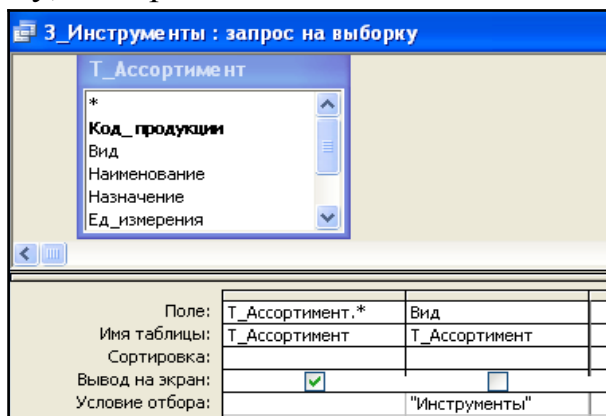 З_Инструменты : запрос на выборку
Т_Ассортимент
*
Код_продукции
Вид
Наименование
Назначение
Ед_измерения
Поле: Т_Ассортимент.* Вид
Имя таблицы: Т_Ассортимент Т_Ассортимент
Сортировка:
Вывод на экран:
Условие отбора: "Инструменты"